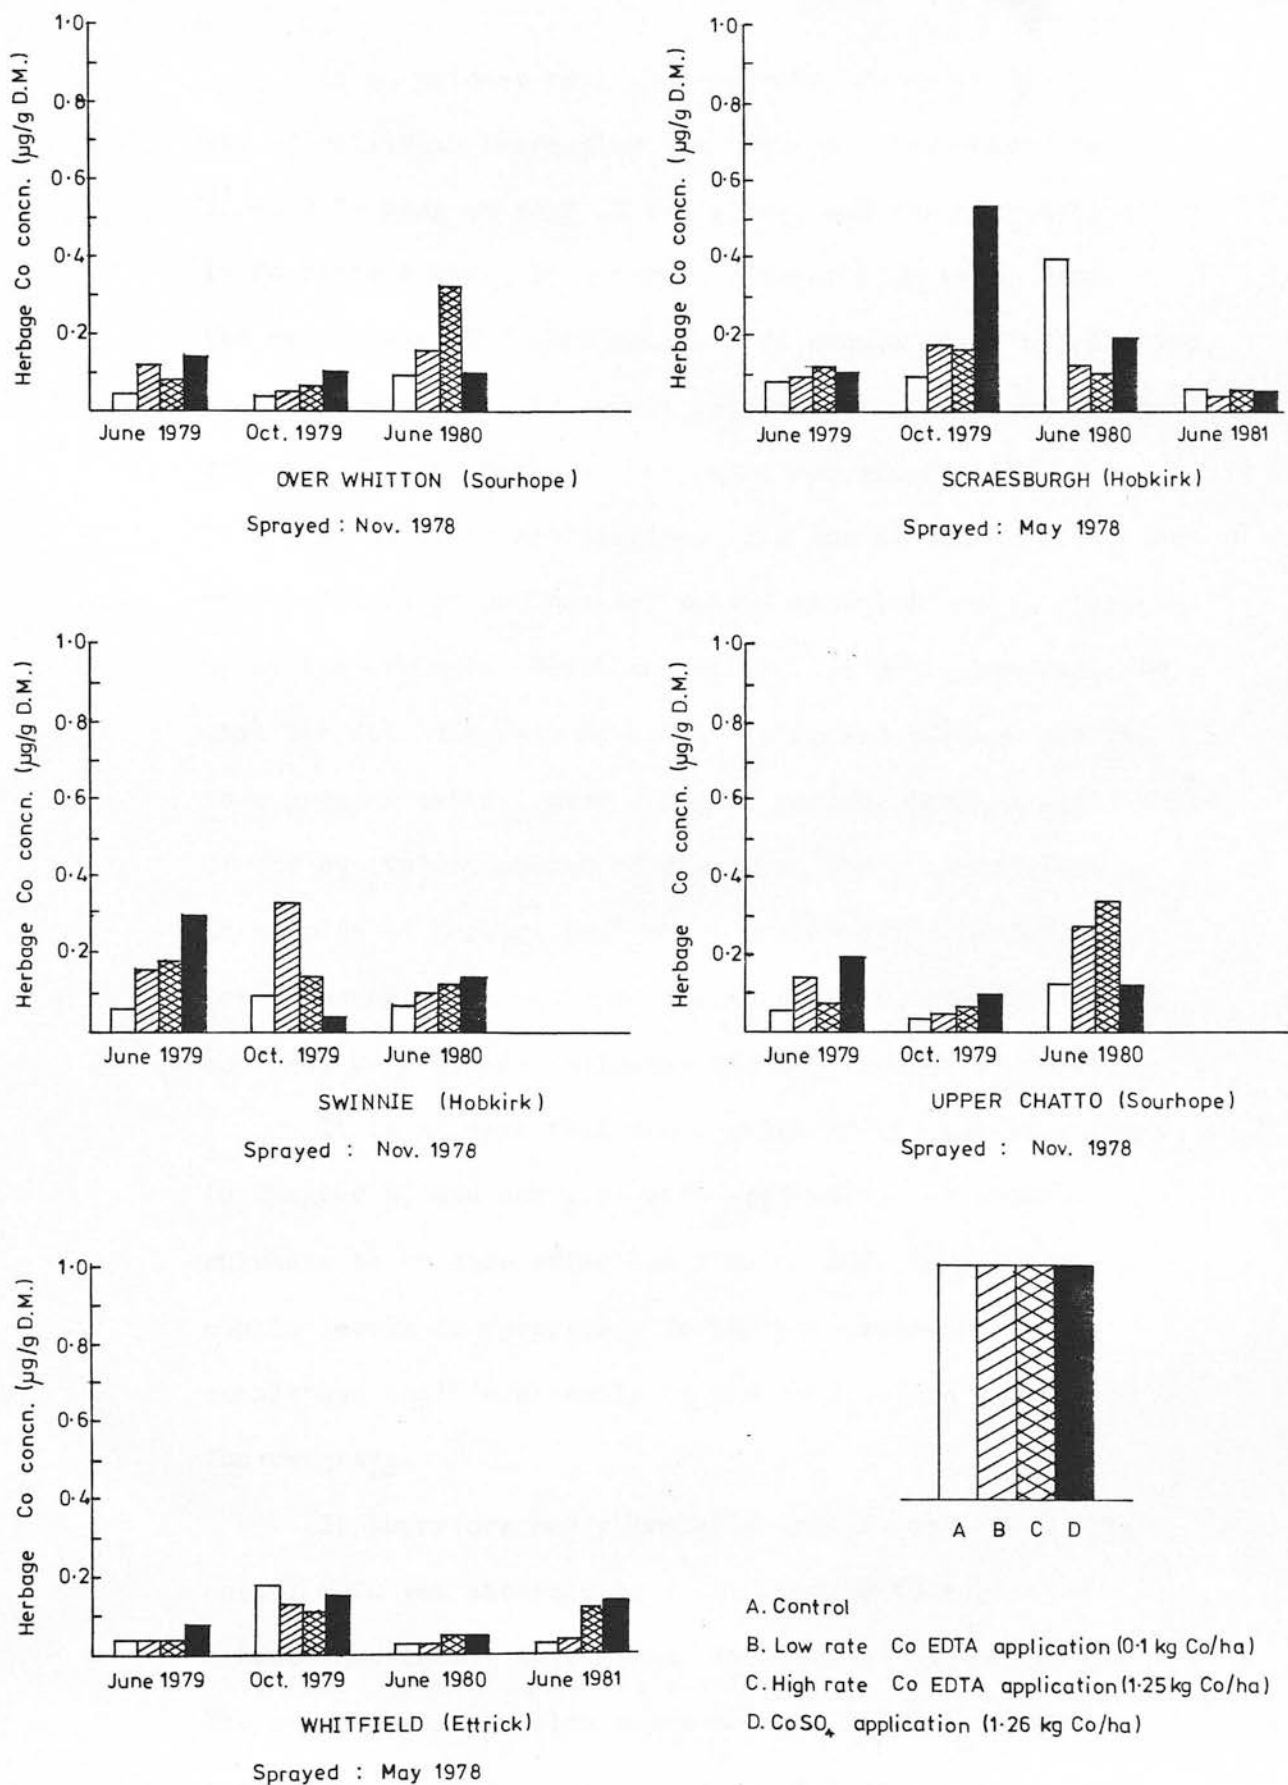 Herbage Co concn. (µg/g D.M.)
1·0
0·8
0·6
0·4
0·2
June 1979 Oct. 1979 June 1980
OVER WHITTON (Sourhope)
Sprayed : Nov. 1978
Herbage Co concn. (µg/g D.M.)
1·0
0·8
0·6
0·4
0·2
June 1979 Oct. 1979 June 1980 June 1981
SCRAESBURGH (Hobkirk)
Sprayed : May 1978
Herbage Co concn. (µg/g D.M.)
1·0
0·8
0·6
0·4
0·2
June 1979 Oct. 1979 June 1980
SWINNIE (Hobkirk)
Sprayed : Nov. 1978
Herbage Co concn. (µg/g D.M.)
1·0
0·8
0·6
0·4
0·2
June 1979 Oct. 1979 June 1980
UPPER CHATTO (Sourhope)
Sprayed : Nov. 1978
Herbage Co concn. (µg/g D.M.)
1·0
0·8
0·6
0·4
0·2
June 1979 Oct. 1979 June 1980 June 1981
WHITFIELD (Ettrick)
Sprayed : May 1978
A B C D
A. Control
B. Low rate Co EDTA application (0·1 kg Co/ha)
C. High rate Co EDTA application (1·25 kg Co/ha)
D. CoSO₄ application (1·26 kg Co/ha)